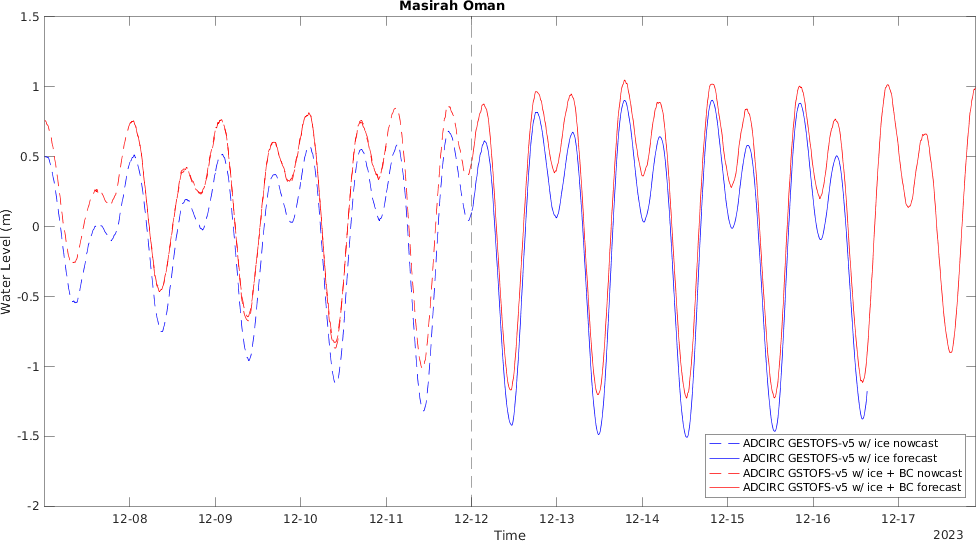 Masirah Oman
1.5
1
0.5
0
-0.5
-1
-1.5
-2
Water Level (m)
12-08 12-09 12-10 12-11 12-12 12-13 12-14 12-15 12-16 12-17
Time
2023
ADCIRC GESTOFS-v5 w/ ice nowcast
ADCIRC GESTOFS-v5 w/ ice forecast
ADCIRC GSTOFS-v5 w/ ice + BC nowcast
ADCIRC GSTOFS-v5 w/ ice + BC forecast